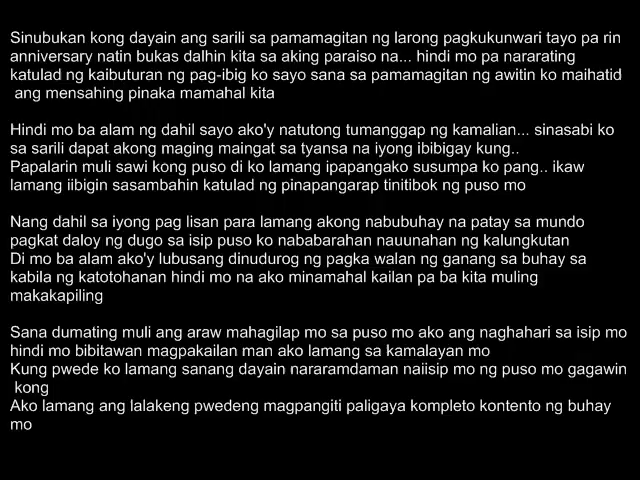 Sinubukan kong dayain ang sarili sa pamamagitan ng larong pagkukunwari tayo pa rin
anniversary natin bukas dalhin kita sa aking paraiso na... hindi mo pa nararating
katulad ng kaibuturan ng pag-ibig ko sayo sana sa pamamagitan ng awitin ko maihatid
ang mensahing pinaka mamahal kita
Hindi mo ba alam ng dahil sayo ako'y natutong tumanggap ng kamalian... sinasabi ko
sa sarili dapat akong maging maingat sa tyansa na iyong ibibigay kung..
Papalarin muli sawi kong puso di ko lamang ipapangako susumpa ko pang.. ikaw
lamang iibigin sasambahin katulad ng pinapangarap tinitibok ng puso mo
Nang dahil sa iyong pag lisan para lamang akong nabubuhay na patay sa mundo
pagkat daloy ng dugo sa isip puso ko nababarahan nauunahan ng kalungkutan
Di mo ba alam ako'y lubusang dinudurog ng pagka walan ng ganang sa buhay sa
kabila ng katotohanan hindi mo na ako minamahal kailan pa ba kita muling
makakapiling
Sana dumating muli ang araw mahagilap mo sa puso mo ako ang naghahari sa isip mo
hindi mo bibitawan magpakailan man ako lamang sa kamalayan mo
Kung pwede ko lamang sanang dayain nararamdaman naiisip mo ng puso mo gagawin
kong
Ako lamang ang lalakeng pwedeng magpangiti paligaya kompleto kontento ng buhay
mo